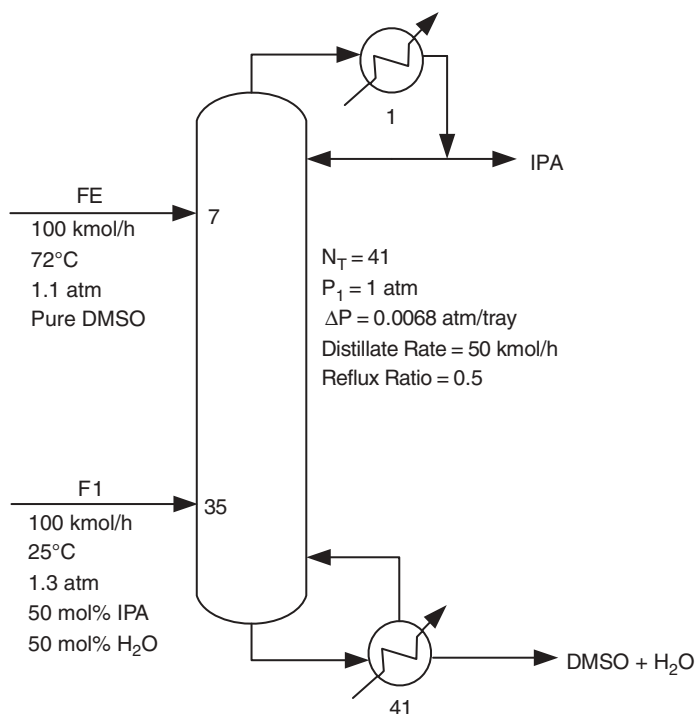 1
IPA
FE
100 kmol/h
72°C
1.1 atm
Pure DMSO
7
N_T = 41
P_1 = 1 atm
ΔP = 0.0068 atm/tray
Distillate Rate = 50 kmol/h
Reflux Ratio = 0.5
F1
100 kmol/h
25°C
1.3 atm
50 mol% IPA
50 mol% H₂O
35
DMSO + H₂O
41